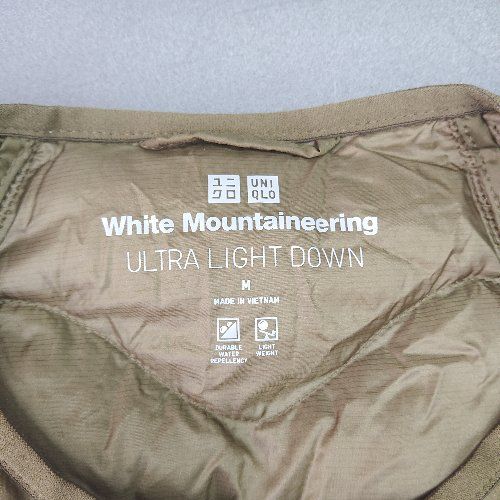 ユニ UNI
クロ QLO
White Mountaineering
ULTRA LIGHT DOWN
M
MADE IN VIETNAM
DURABLE WATER REPELLENCY
LIGHT WEIGHT